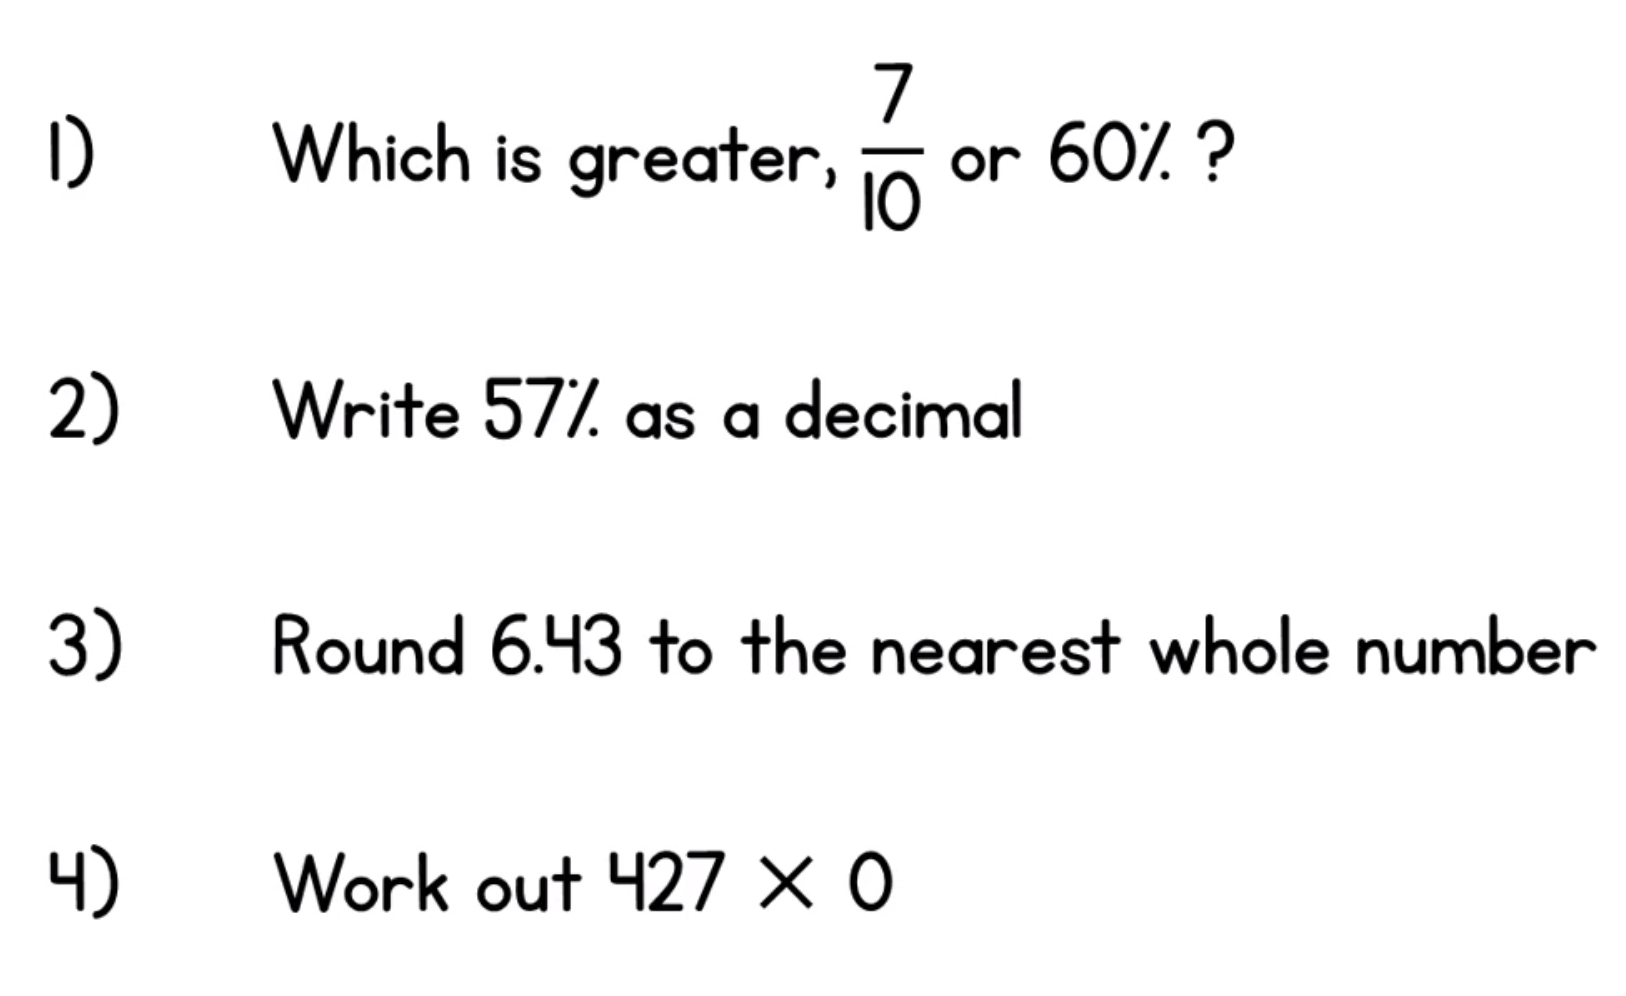 1) Which is greater, 7/10 or 60% ?
2) Write 57% as a decimal
3) Round 6.43 to the nearest whole number
4) Work out 427 × 0